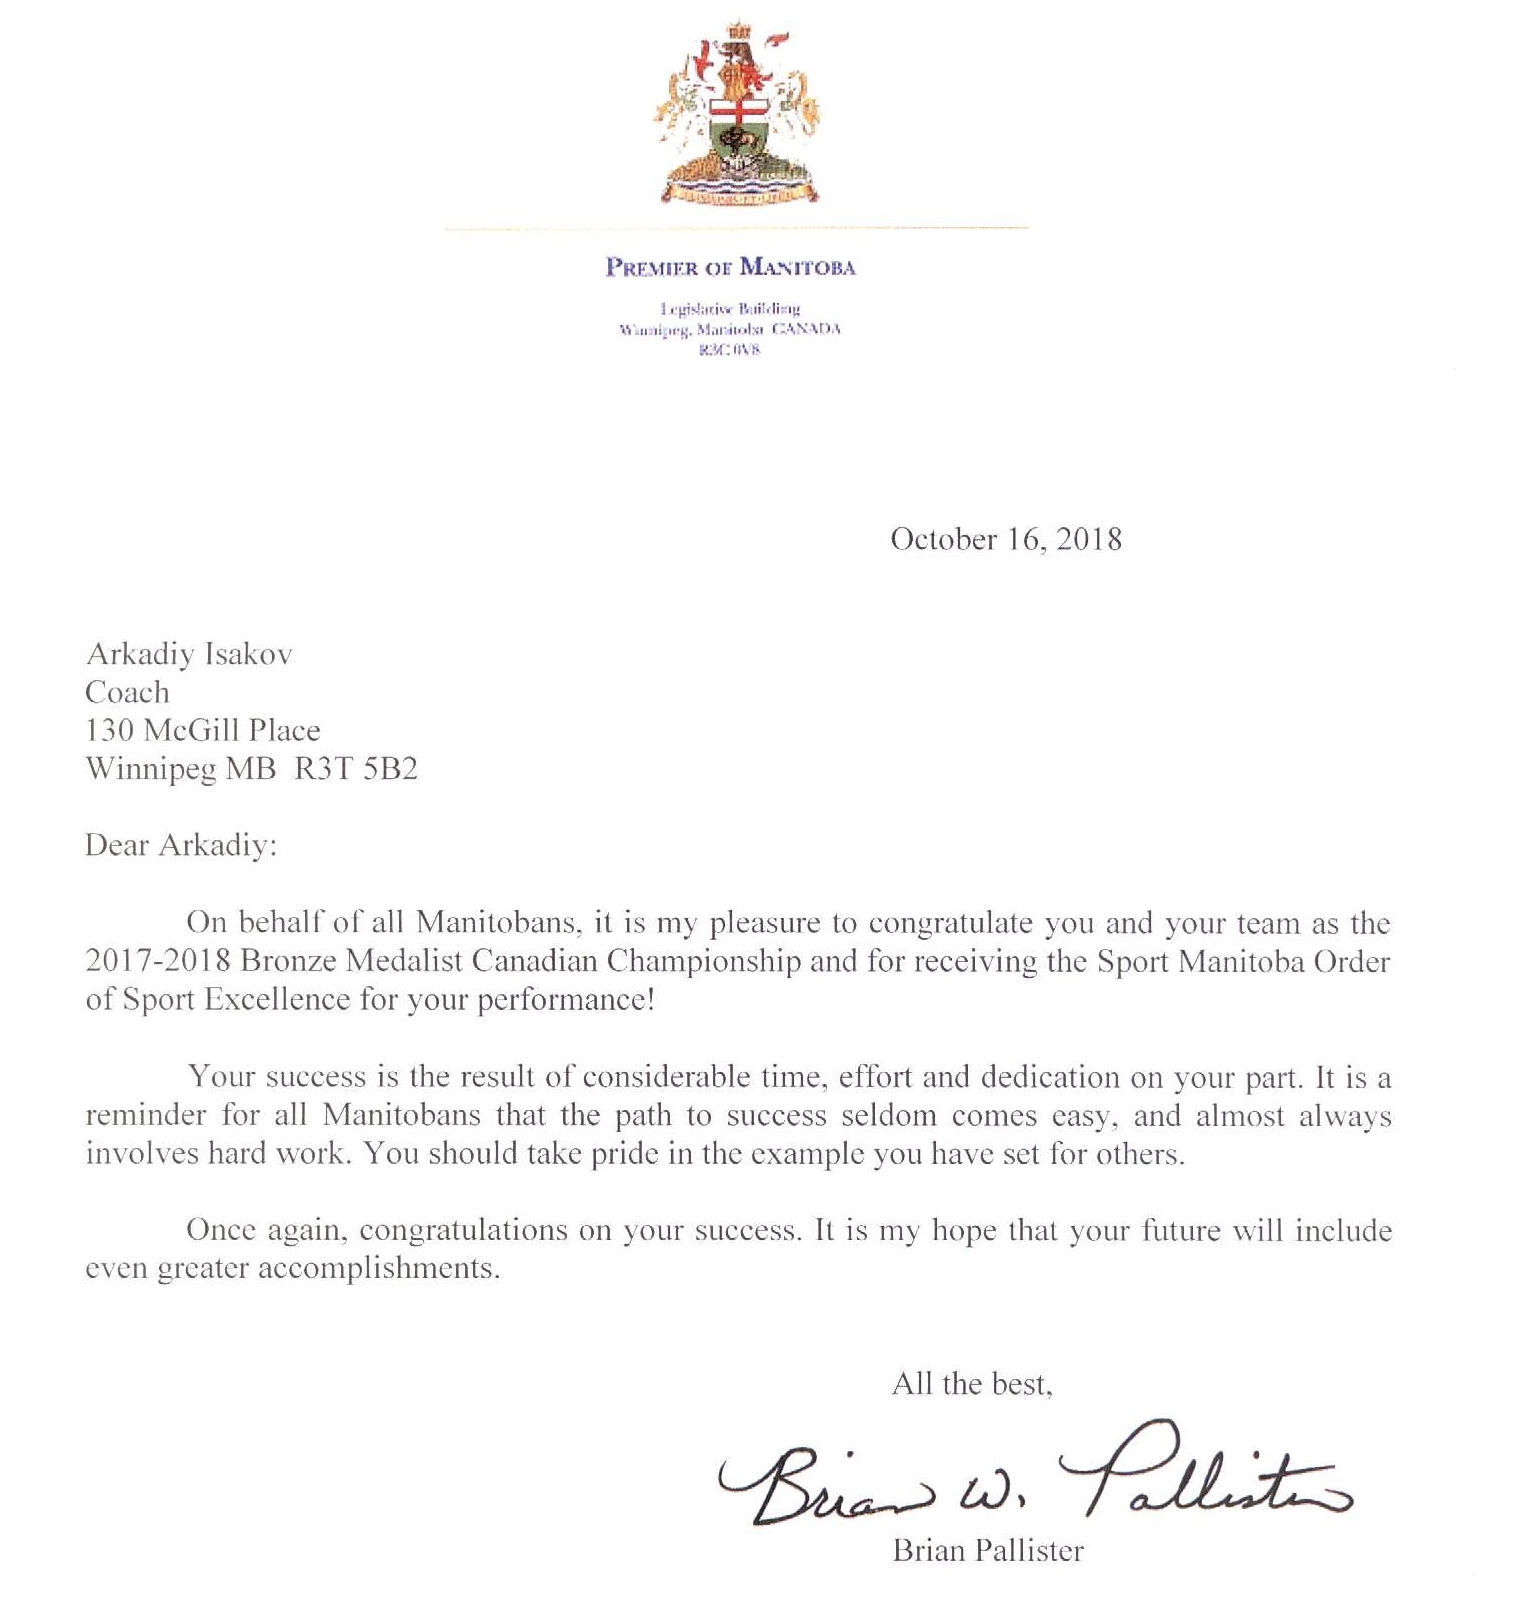 PREMIER OF MANITOBA
Legislative Building
Winnipeg, Manitoba CANADA
R3C 0V8
October 16, 2018
Arkadiy Isakov
Coach
130 McGill Place
Winnipeg MB R3T 5B2
Dear Arkadiy:
On behalf of all Manitobans, it is my pleasure to congratulate you and your team as the
2017-2018 Bronze Medalist Canadian Championship and for receiving the Sport Manitoba Order
of Sport Excellence for your performance!
Your success is the result of considerable time, effort and dedication on your part. It is a
reminder for all Manitobans that the path to success seldom comes easy, and almost always
involves hard work. You should take pride in the example you have set for others.
Once again, congratulations on your success. It is my hope that your future will include
even greater accomplishments.
All the best,
Brian W. Pallister
Brian Pallister